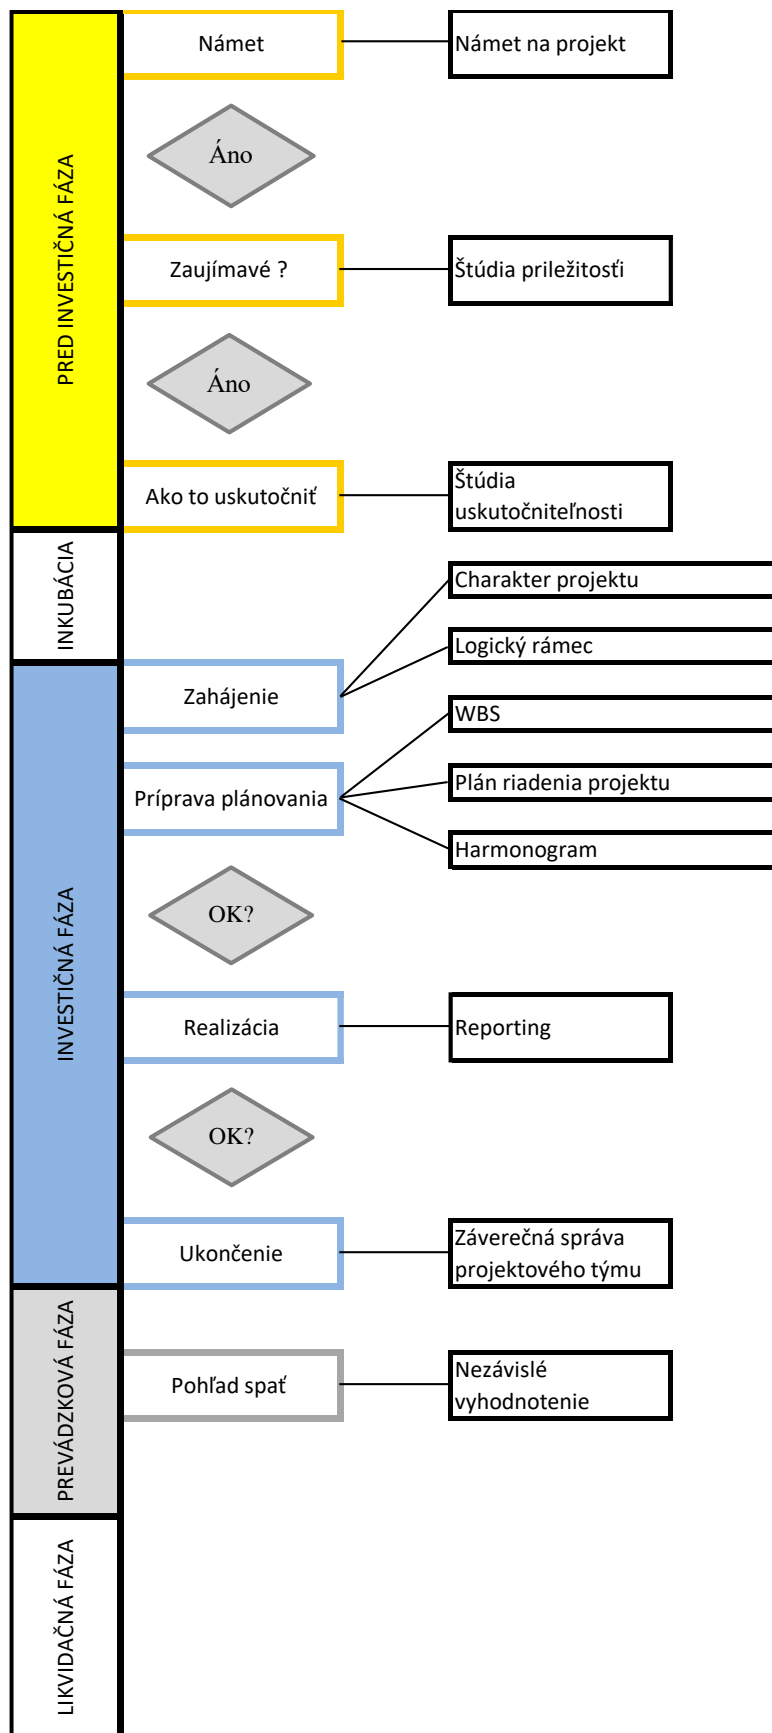 PRED INVESTIČNÁ FÁZA
Námet
Námet na projekt
Áno
Zaujímavé ?
Štúdia priležitosťi
Áno
Ako to uskutočniť
Štúdia
uskutočniteľnosti
INKUBÁCIA
Charakter projektu
Logický rámec
INVESTIČNÁ FÁZA
Zahájenie
WBS
Príprava plánovania
Plán riadenia projektu
Harmonogram
OK?
Realizácia
Reporting
OK?
Ukončenie
Záverečná správa
projektového týmu
PREVÁDZKOVÁ FÁZA
Pohľad spať
Nezávislé
vyhodnotenie
LIKVIDAČNÁ FÁZA